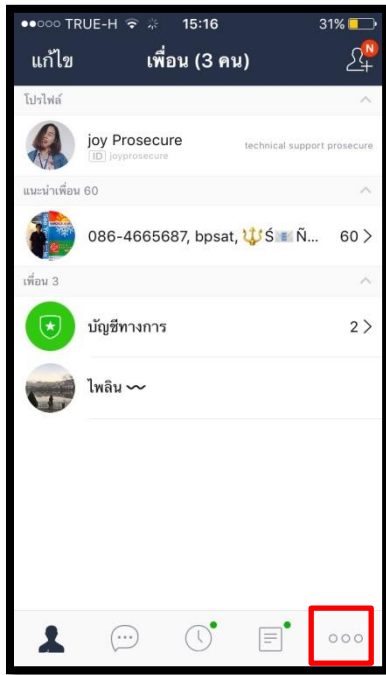 TRUE-H 15:16 31%
แก้ไข เพื่อน (3 คน) N
โปรไฟล์
joy Prosecure technical support prosecure
ID joyprosecure
แนะนำเพื่อน 60
086-4665687, bpsat, 🔱Ś📧Ñ... 60 >
เพื่อน 3
บัญชีทางการ 2 >
ไพลิน 〰